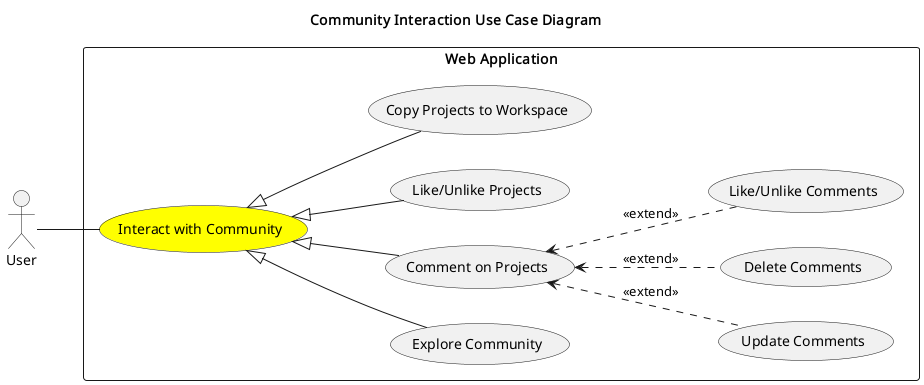 Community Interaction Use Case Diagram
Web Application
Copy Projects to Workspace
Like/Unlike Projects
Like/Unlike Comments
«extend»
Interact with Community
User
Comment on Projects
«extend»
Delete Comments
«extend»
Update Comments
Explore Community